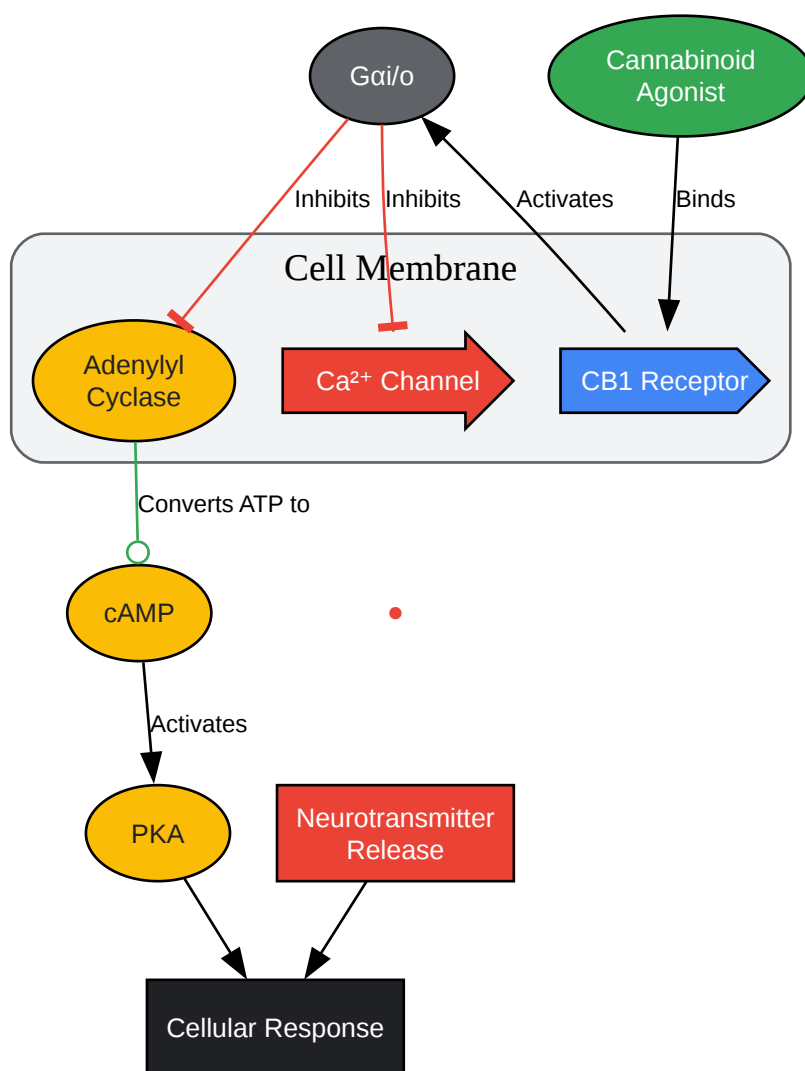 Gαi/o
Cannabinoid
Agonist
Inhibits
Inhibits
Activates
Binds
Cell Membrane
Adenylyl
Cyclase
Ca²⁺ Channel
CB1 Receptor
Converts ATP to
cAMP
Activates
PKA
Neurotransmitter
Release
Cellular Response